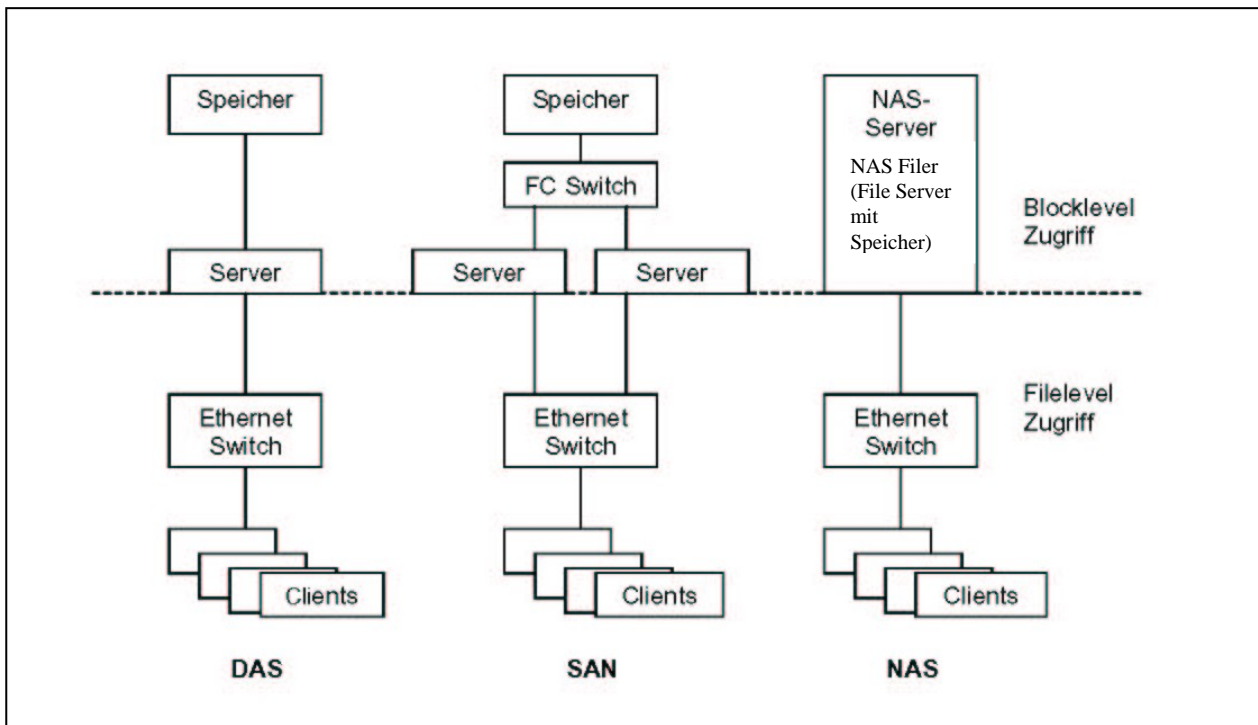 Speicher
Server
Ethernet
Switch
Clients
DAS
Speicher
FC Switch
Server
Server
Ethernet
Switch
Clients
SAN
NAS-
Server
NAS Filer
(File Server
mit
Speicher)
Ethernet
Switch
Clients
NAS
Blocklevel
Zugriff
Filelevel
Zugriff